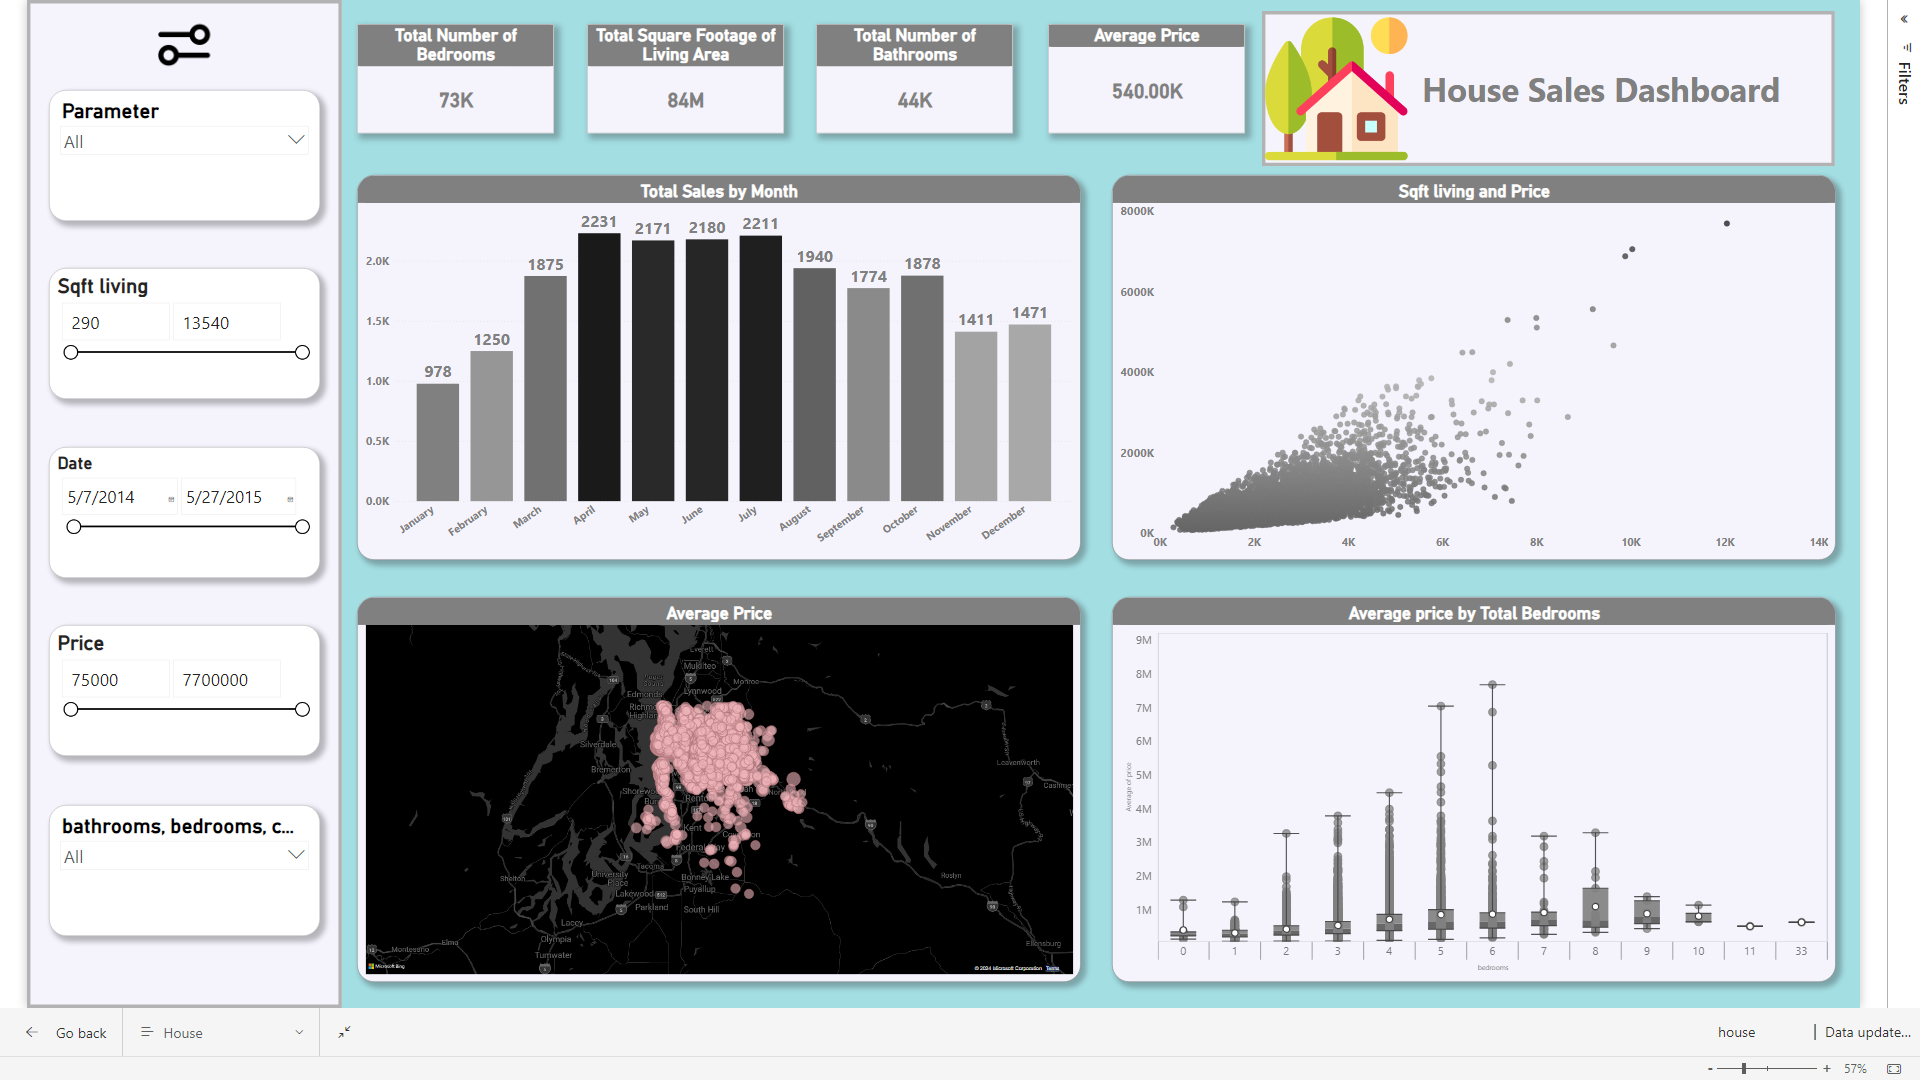 Parameter
All
Sqft living
290
13540
Date
5/7/2014
5/27/2015
Price
75000
7700000
bathrooms, bedrooms, c...
All
Total Number of
Bedrooms
73K
Total Square Footage of
Living Area
84M
Total Number of
Bathrooms
44K
Average Price
540.00K
House Sales Dashboard
Total Sales by Month
2231
2171
2180
2211
1940
1875
1774
1878
1411
1471
1250
978
2.0K
1.5K
1.0K
0.5K
0.0K
January
February
March
April
May
June
July
August
September
October
November
December
Sqft living and Price
8000K
6000K
4000K
2000K
0K
0K
2K
4K
6K
8K
10K
12K
14K
Average Price
Everett
Mukilteo
Monroe
Lynnwood
Edmonds
Silverdale
Bremerton
Leavenworth
Kent
Tacoma
University
Place
Lakewood
Bonney Lake
Puyallup
Parkland
South Hill
Shelton
Lacey
Olympia
Tumwater
Montesano
Elma
Roslyn
Ellensburg
Microsoft Bing
© 2024 Microsoft Corporation
Terms
Average price by Total Bedrooms
9M
8M
7M
6M
5M
4M
3M
2M
1M
Average of price
0
1
2
3
4
5
6
7
8
9
10
11
33
bedrooms
«
Filters
Go back
House
house
Data update...
-
+
57%